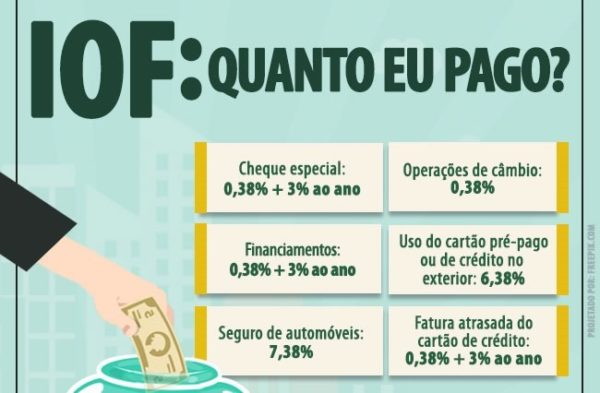 IOF: QUANTO EU PAGO?
Cheque especial:
0,38% + 3% ao ano
Operações de câmbio:
0,38%
Financiamentos:
0,38% + 3% ao ano
Uso do cartão pré-pago
ou de crédito no
exterior: 6,38%
Seguro de automóveis:
7,38%
Fatura atrasada do
cartão de crédito:
0,38% + 3% ao ano
PROJETADO POR: FREEPIK.COM